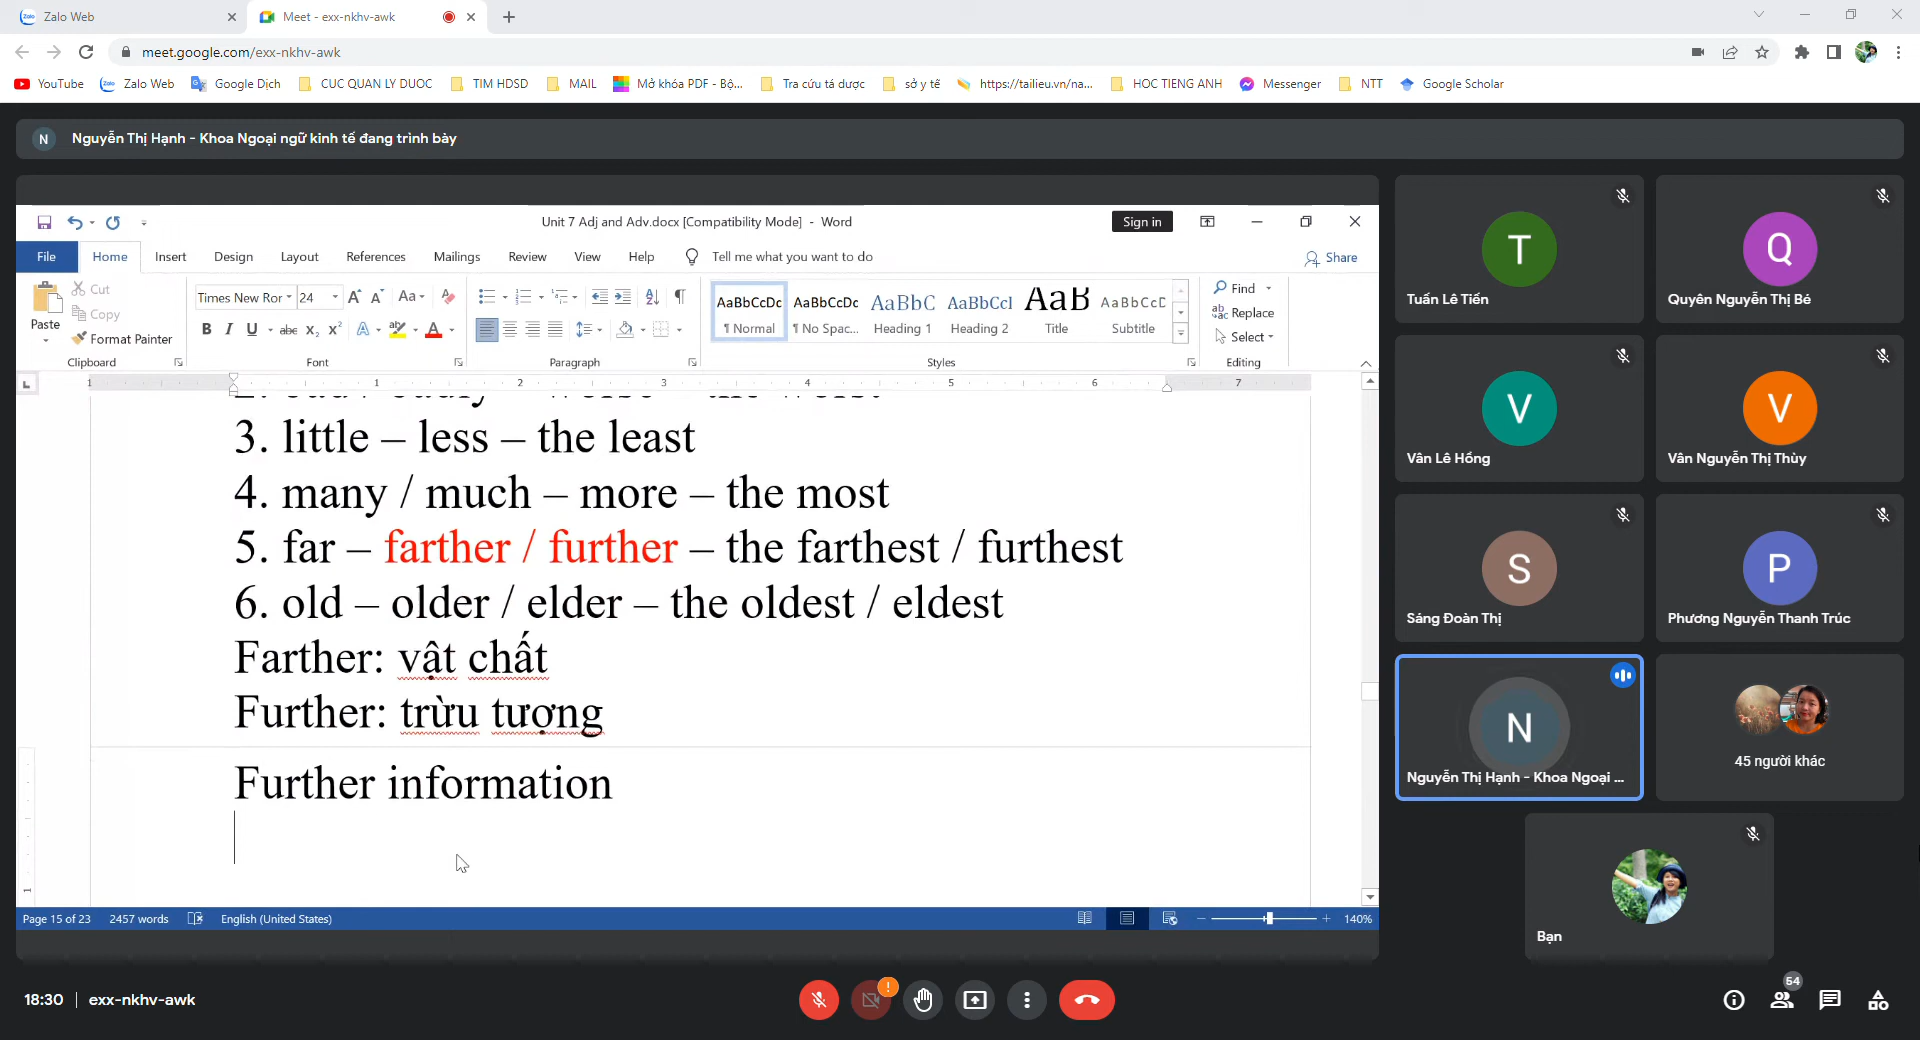 Zalo Web
Meet - exx-nkhv-awk
meet.google.com/exx-nkhv-awk
YouTube Zalo Web Google Dịch CUC QUAN LY DUOC TIM HDSD MAIL Mở khóa PDF - Bộ... Tra cứu tá dược sở y tế https://tailieu.vn/na... HOC TIENG ANH Messenger NTT Google Scholar
N Nguyễn Thị Hạnh - Khoa Ngoại ngữ kinh tế đang trình bày
Unit 7 Adj and Adv.docx [Compatibility Mode] - Word
Sign in
File Home Insert Design Layout References Mailings Review View Help Tell me what you want to do Share
Paste
Cut
Copy
Format Painter
Clipboard
Times New Ror 24
Font
Paragraph
AaBbCcDc AaBbCcDc AaBbC AaBbCcI AaB AaBbCcD
¶ Normal ¶ No Spac... Heading 1 Heading 2 Title Subtitle
Styles
Find
Replace
Select
Editing
1 1 2 3 4 5 6 7
3. little – less – the least
4. many / much – more – the most
5. far – farther / further – the farthest / furthest
6. old – older / elder – the oldest / eldest
Farther: vật chất
Further: trừu tượng
Further information
Page 15 of 23 2457 words English (United States) 140%
T
Tuấn Lê Tiến
Q
Quyên Nguyễn Thị Bé
V
Vân Lê Hồng
V
Vân Nguyễn Thị Thùy
S
Sáng Đoàn Thị
P
Phương Nguyễn Thanh Trúc
N
Nguyễn Thị Hạnh - Khoa Ngoại ...
45 người khác
Bạn
18:30 | exx-nkhv-awk
54